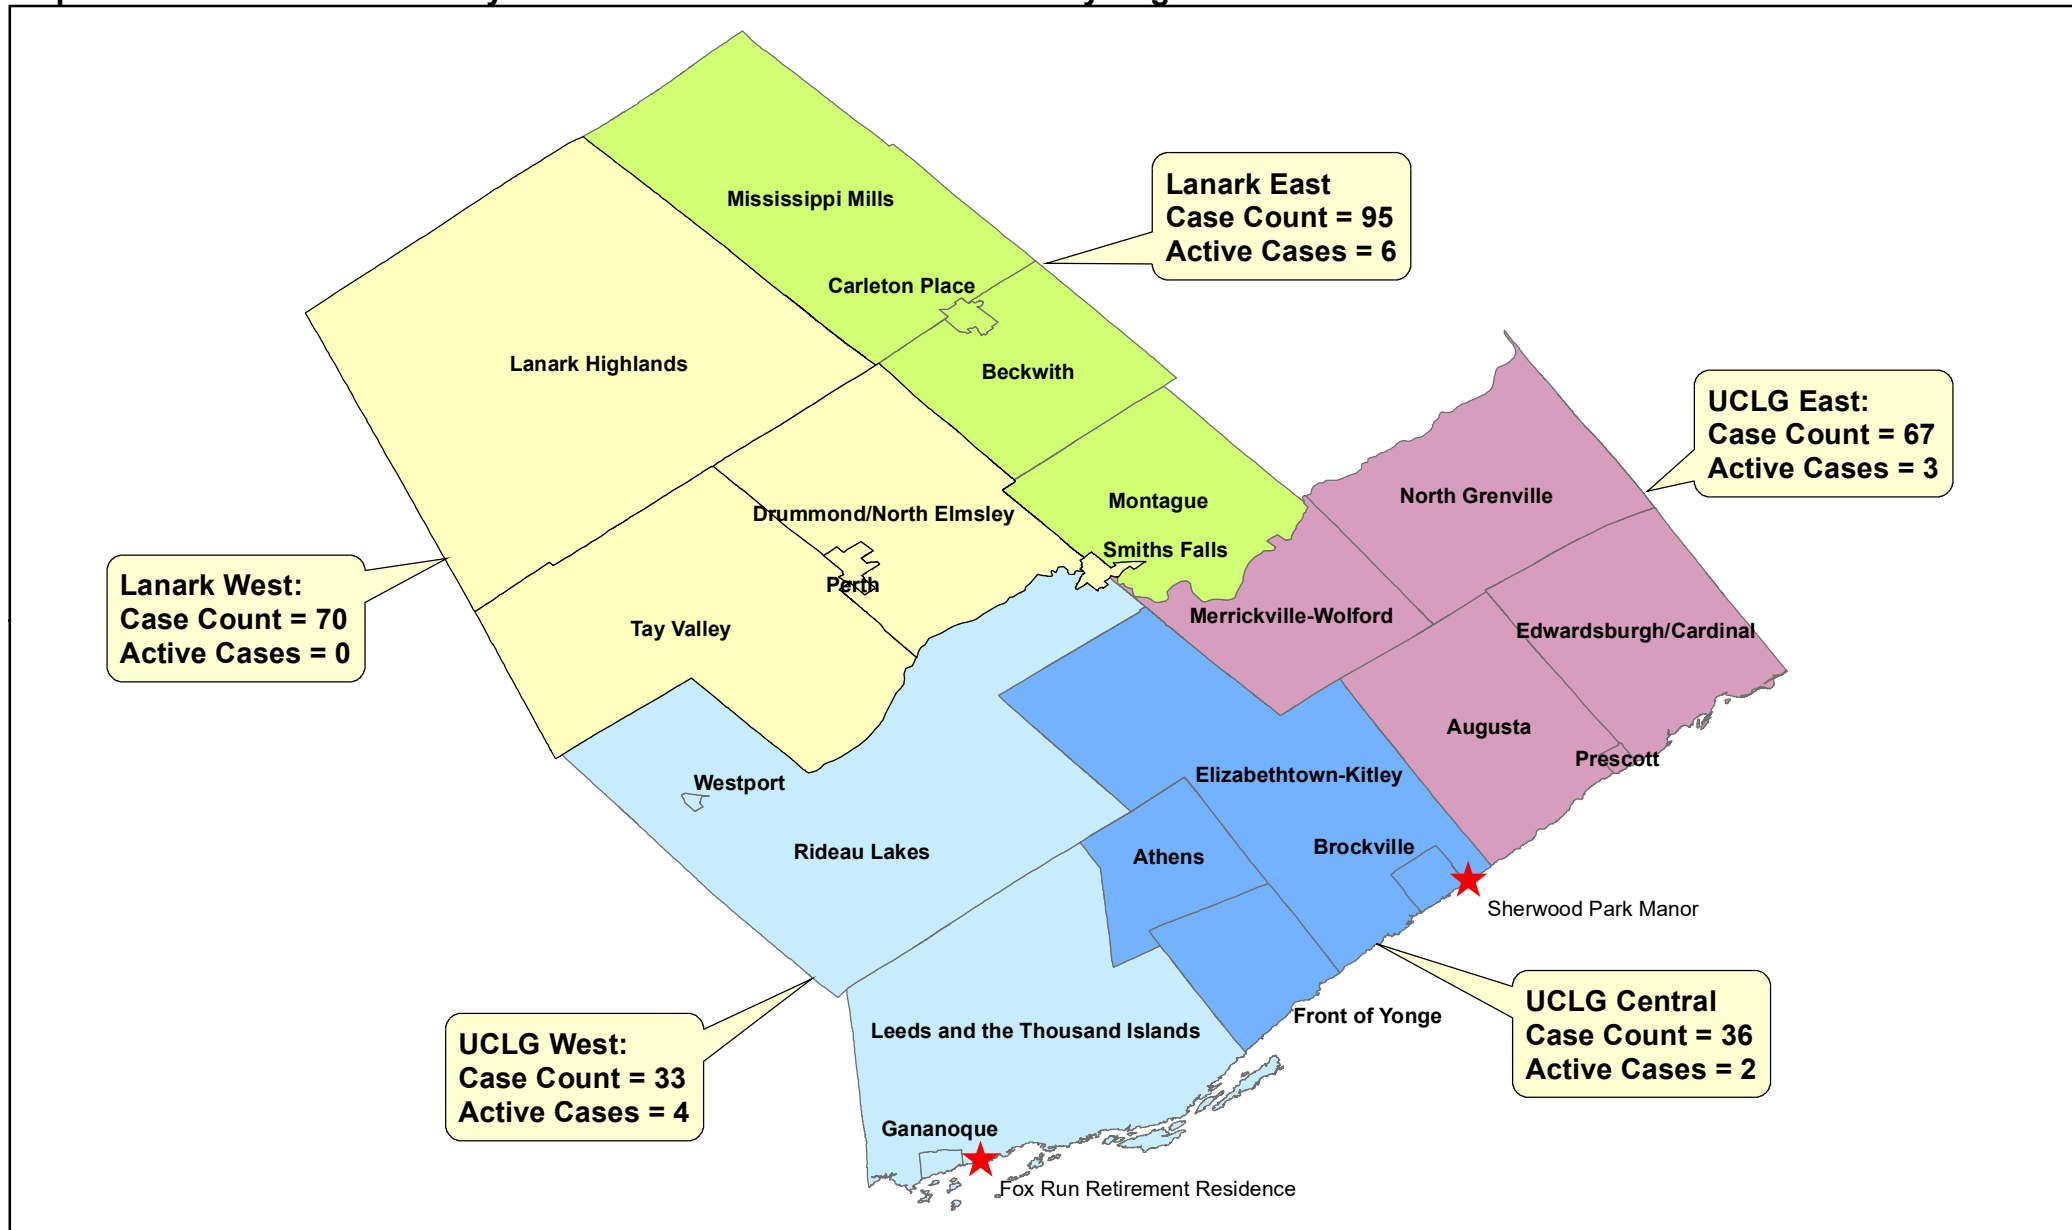 Mississippi Mills
Lanark East
Case Count = 95
Active Cases = 6
Carleton Place
Lanark Highlands
Beckwith
UCLG East:
Case Count = 67
Active Cases = 3
North Grenville
Montague
Drummond/North Elmsley
Smiths Falls
Perth
Lanark West:
Case Count = 70
Active Cases = 0
Tay Valley
Merrickville-Wolford
Edwardsburgh/Cardinal
Augusta
Prescott
Elizabethtown-Kitley
Westport
Rideau Lakes
Athens
Brockville
Sherwood Park Manor
UCLG Central
Case Count = 36
Active Cases = 2
Front of Yonge
Leeds and the Thousand Islands
UCLG West:
Case Count = 33
Active Cases = 4
Gananoque
Fox Run Retirement Residence